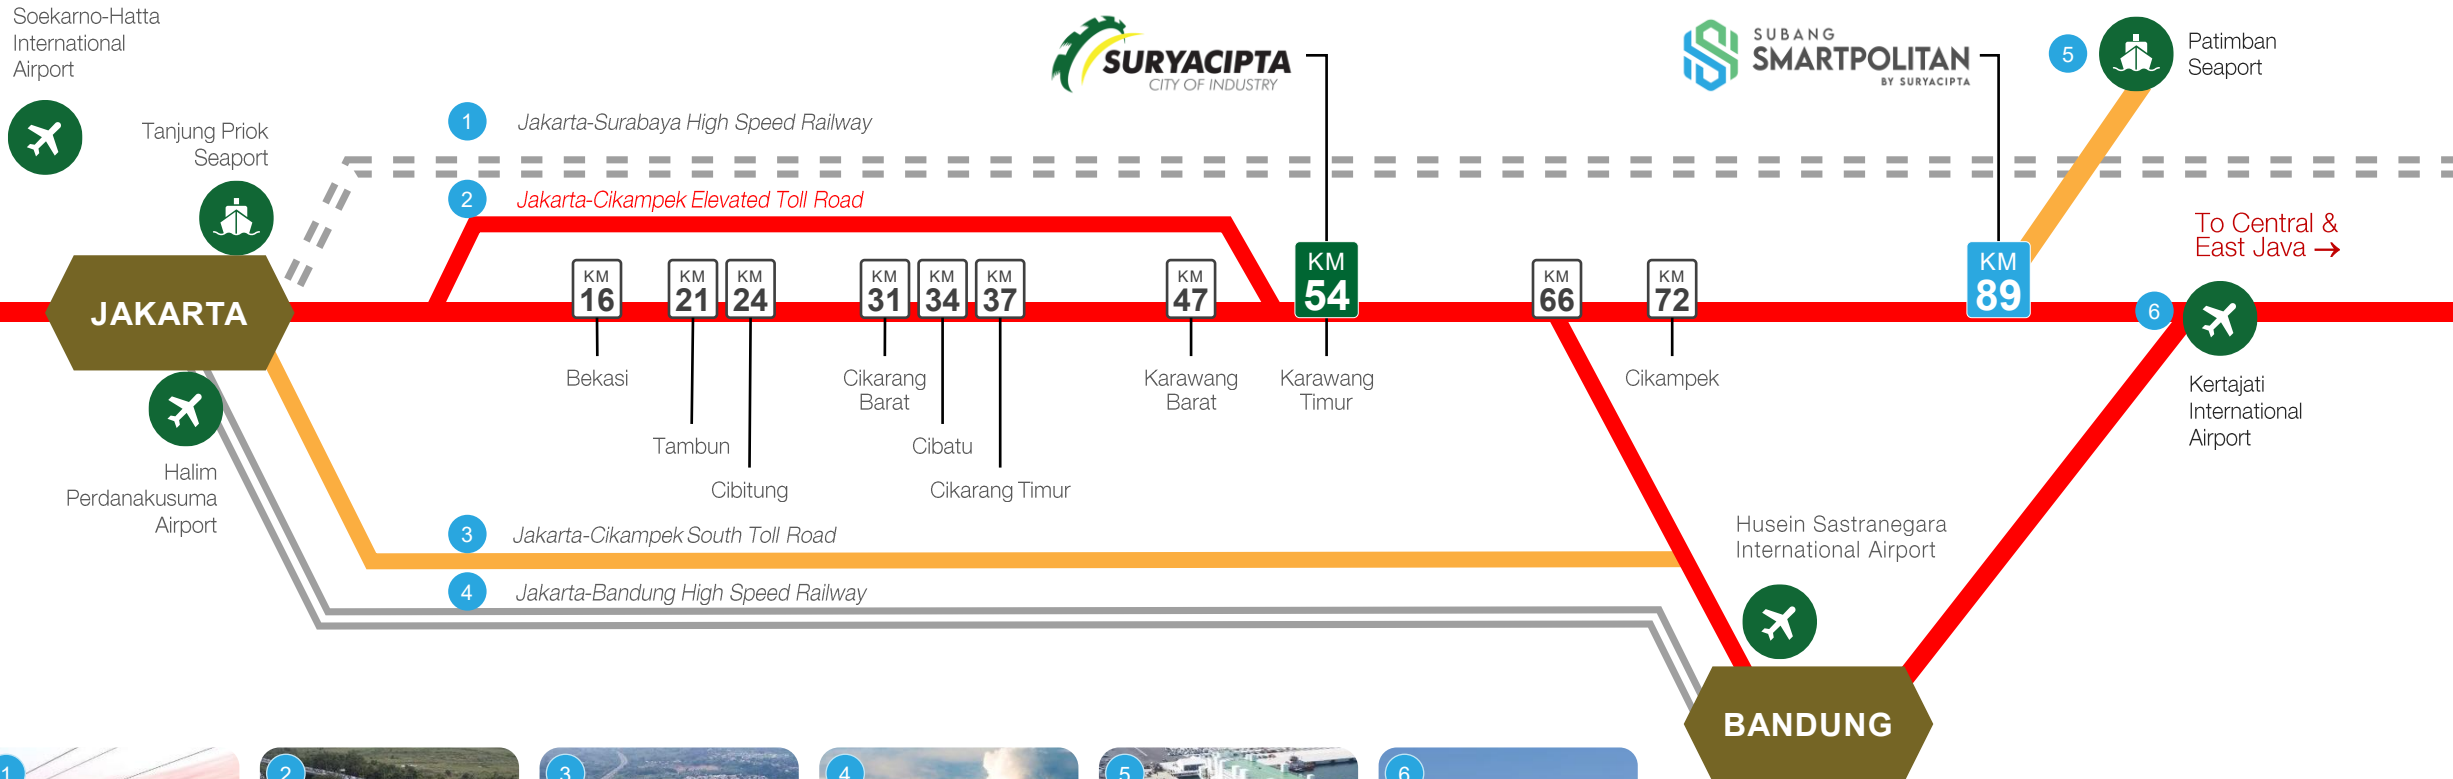 Soekarno-Hatta
International
Airport
Tanjung Priok
Seaport
SURYACIPTA
CITY OF INDUSTRY
SUBANG
SMARTPOLITAN
BY SURYACIPTA
5
Patimban
Seaport
1
Jakarta-Surabaya High Speed Railway
2
Jakarta-Cikampek Elevated Toll Road
To Central &
East Java →
JAKARTA
KM
16
KM
21
KM
24
KM
31
KM
34
KM
37
KM
47
KM
54
KM
66
KM
72
KM
89
6
Bekasi
Tambun
Cibitung
Cikarang
Barat
Cibatu
Cikarang Timur
Karawang
Barat
Karawang
Timur
Cikampek
Kertajati
International
Airport
Halim
Perdanakusuma
Airport
3
Jakarta-Cikampek South Toll Road
4
Jakarta-Bandung High Speed Railway
Husein Sastranegara
International Airport
BANDUNG
1
2
3
4
5
6